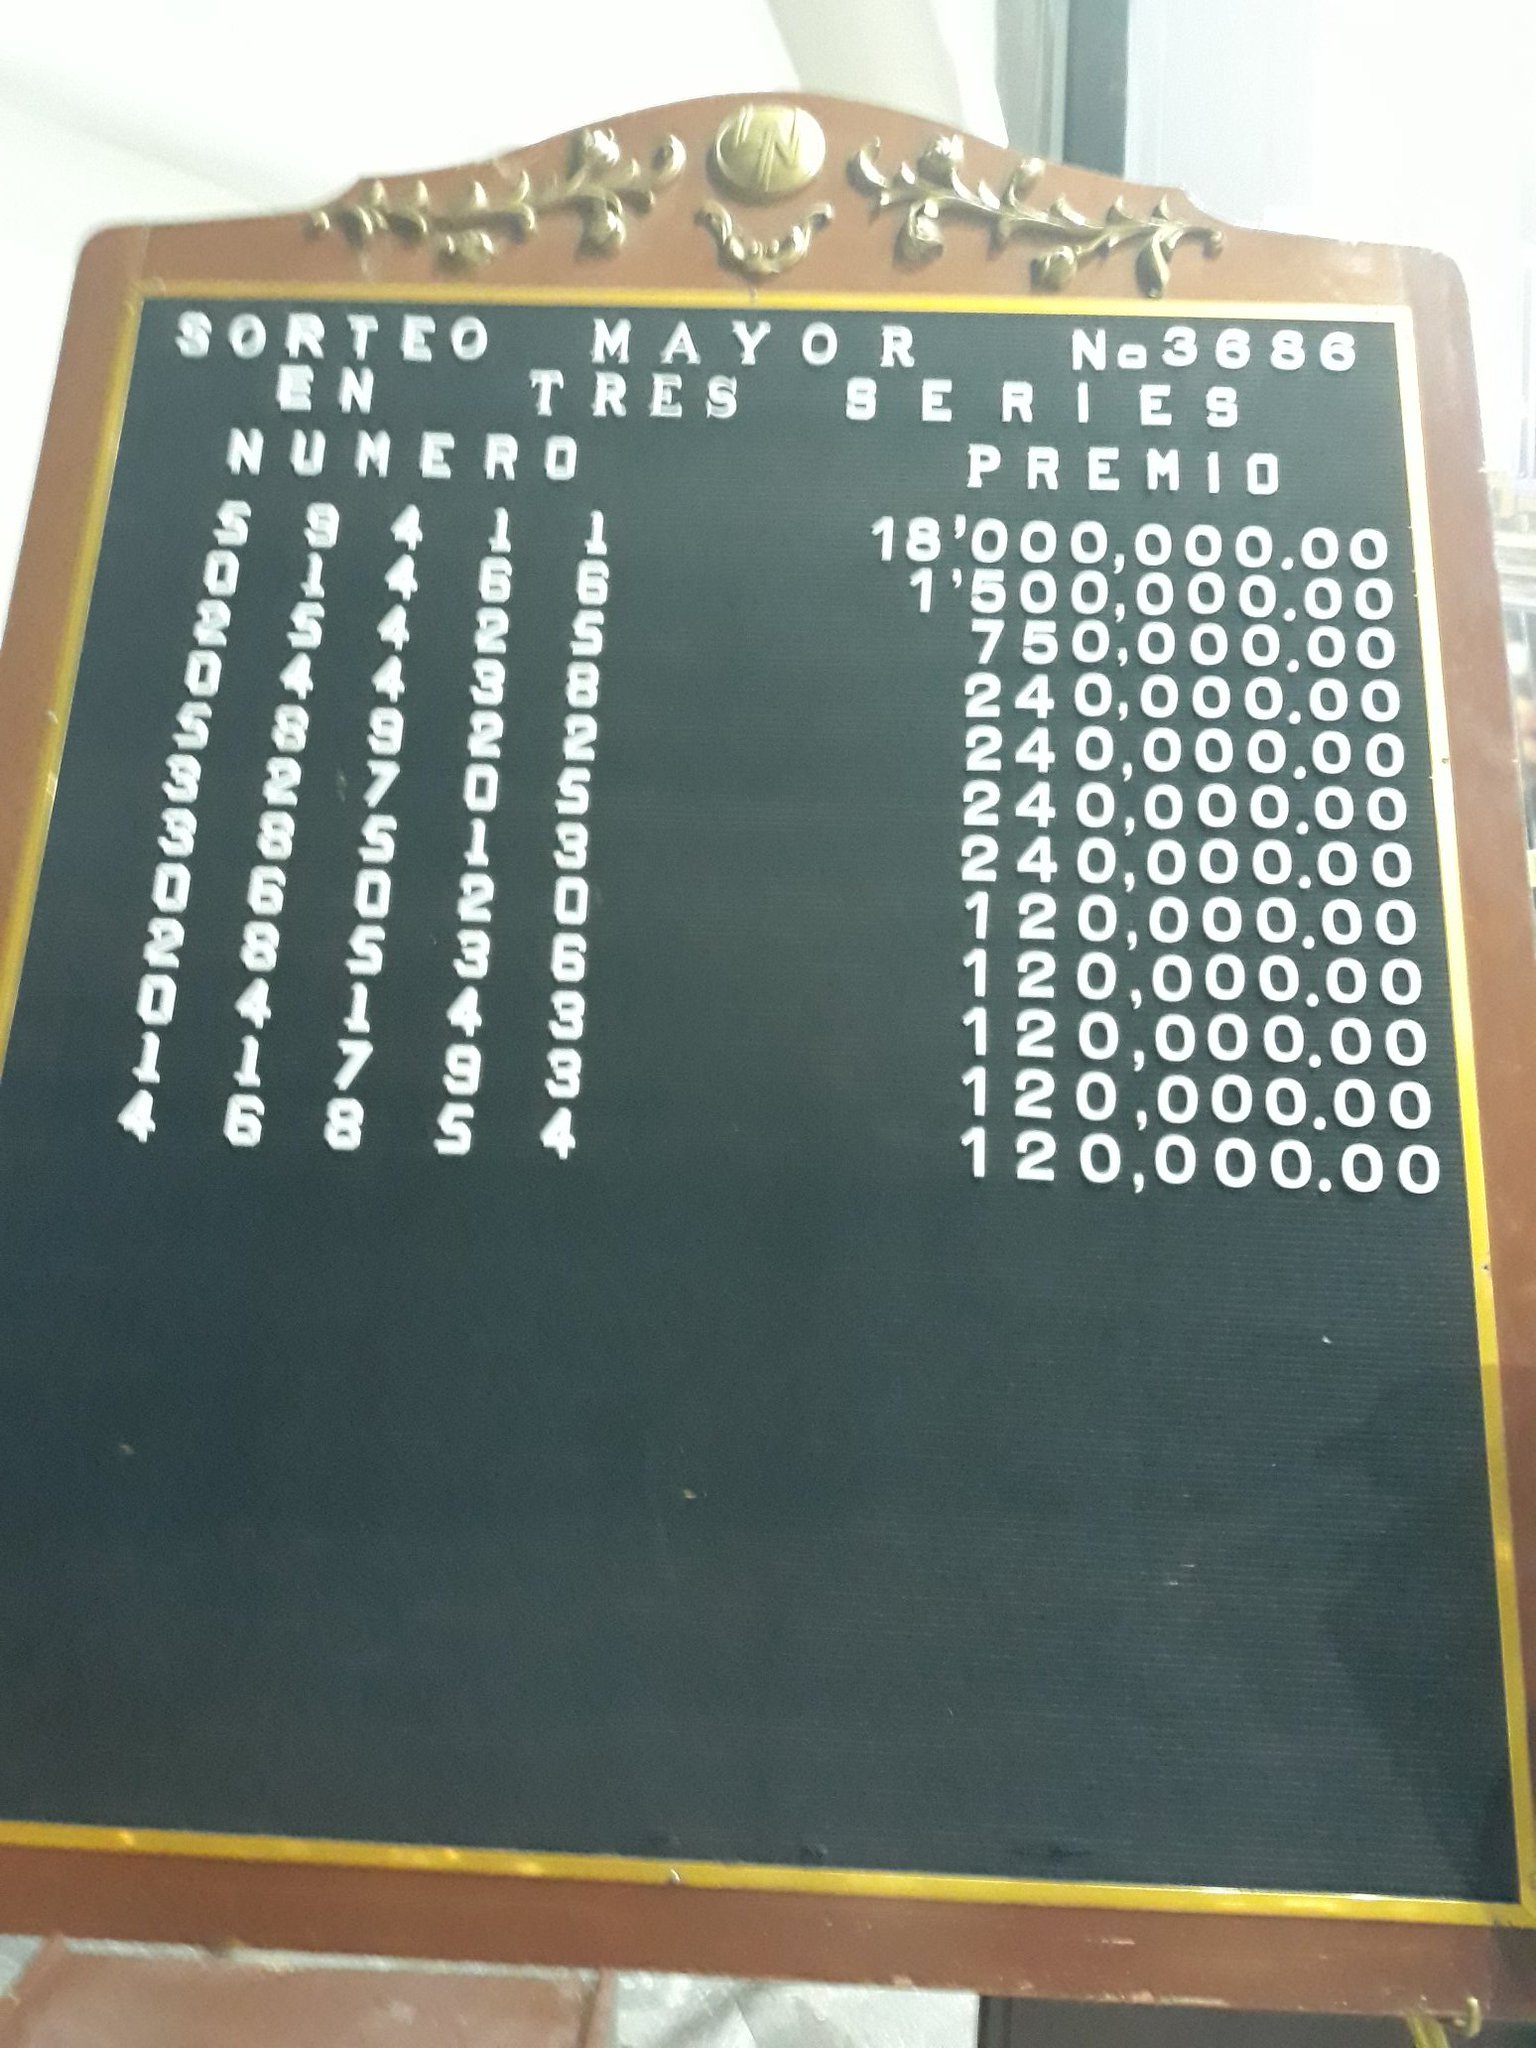 LN
SORTEO MAYOR No 3686
EN TRES SERIES
NUMERO PREMIO
5 9 4 1 1 18'000,000.00
0 1 4 6 6 1'500,000.00
2 5 4 2 5 750,000.00
0 4 4 3 8 240,000.00
5 8 9 2 2 240,000.00
3 2 7 0 5 240,000.00
3 8 5 1 3 240,000.00
0 6 0 2 0 120,000.00
2 8 5 3 6 120,000.00
0 4 1 4 3 120,000.00
1 1 7 9 3 120,000.00
4 6 8 5 4 120,000.00